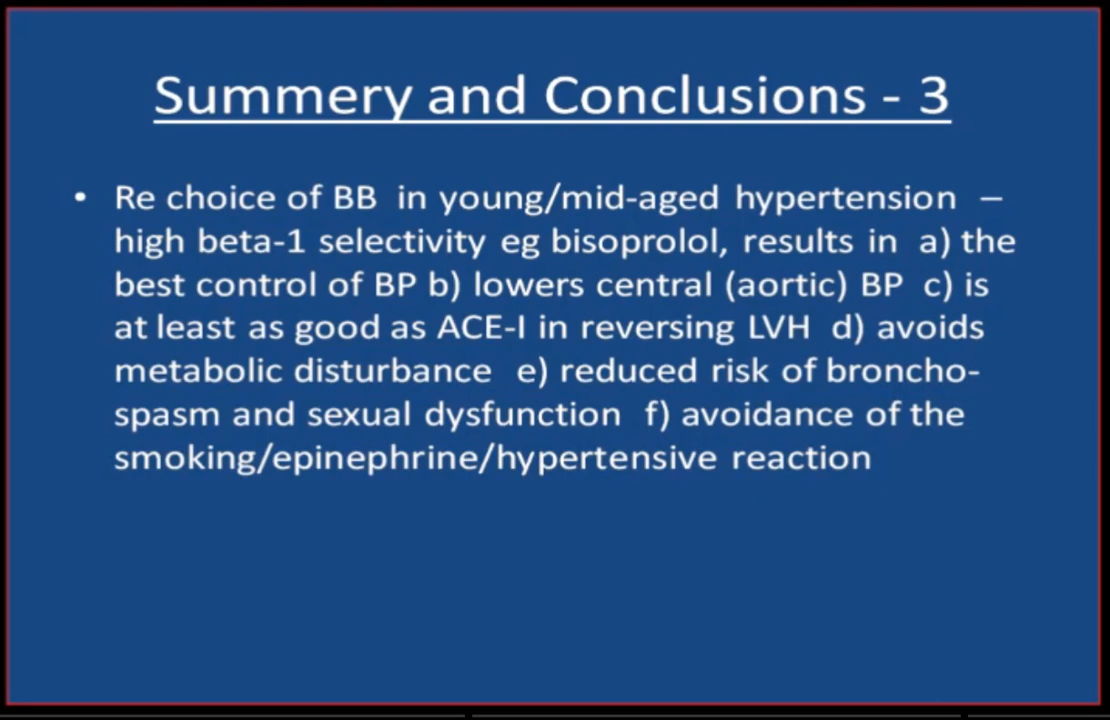 Summery and Conclusions - 3
• Re choice of BB in young/mid-aged hypertension –
high beta-1 selectivity eg bisoprolol, results in a) the
best control of BP b) lowers central (aortic) BP c) is
at least as good as ACE-I in reversing LVH d) avoids
metabolic disturbance e) reduced risk of broncho-
spasm and sexual dysfunction f) avoidance of the
smoking/epinephrine/hypertensive reaction